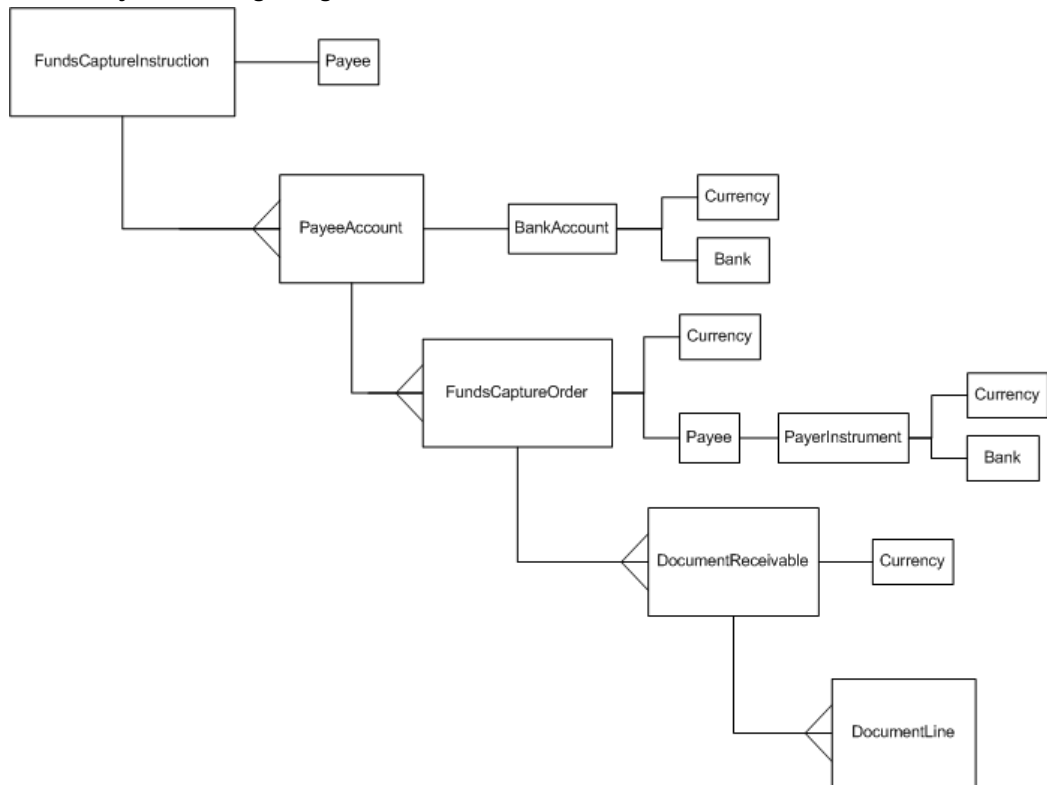 FundsCaptureInstruction
Payee
PayeeAccount
BankAccount
Currency
Bank
FundsCaptureOrder
Currency
Payee
PayerInstrument
Currency
Bank
DocumentReceivable
Currency
DocumentLine